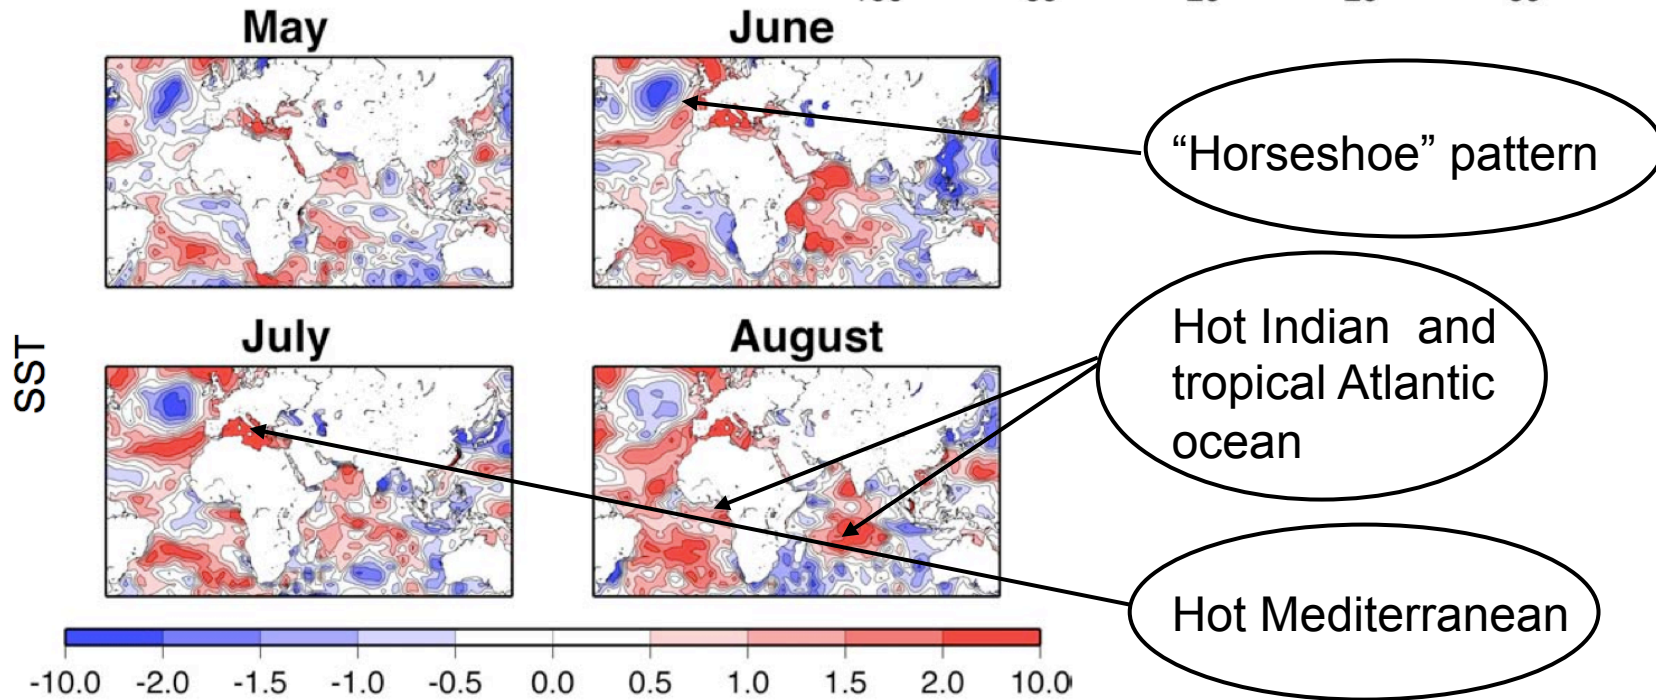 May
June
“Horseshoe” pattern
Hot Indian and
tropical Atlantic
ocean
SST
July
August
Hot Mediterranean
-10.0 -2.0 -1.5 -1.0 -0.5 0.0 0.5 1.0 1.5 2.0 10.0